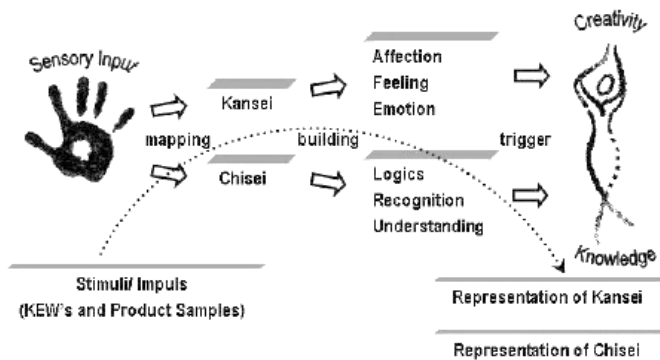 Sensory Input
Creativity
Affection
Feeling
Emotion
Kansei
mapping
building
trigger
Chisei
Logics
Recognition
Understanding
Knowledge
Stimuli/ Impuls
(KEW's and Product Samples)
Representation of Kansei
Representation of Chisei